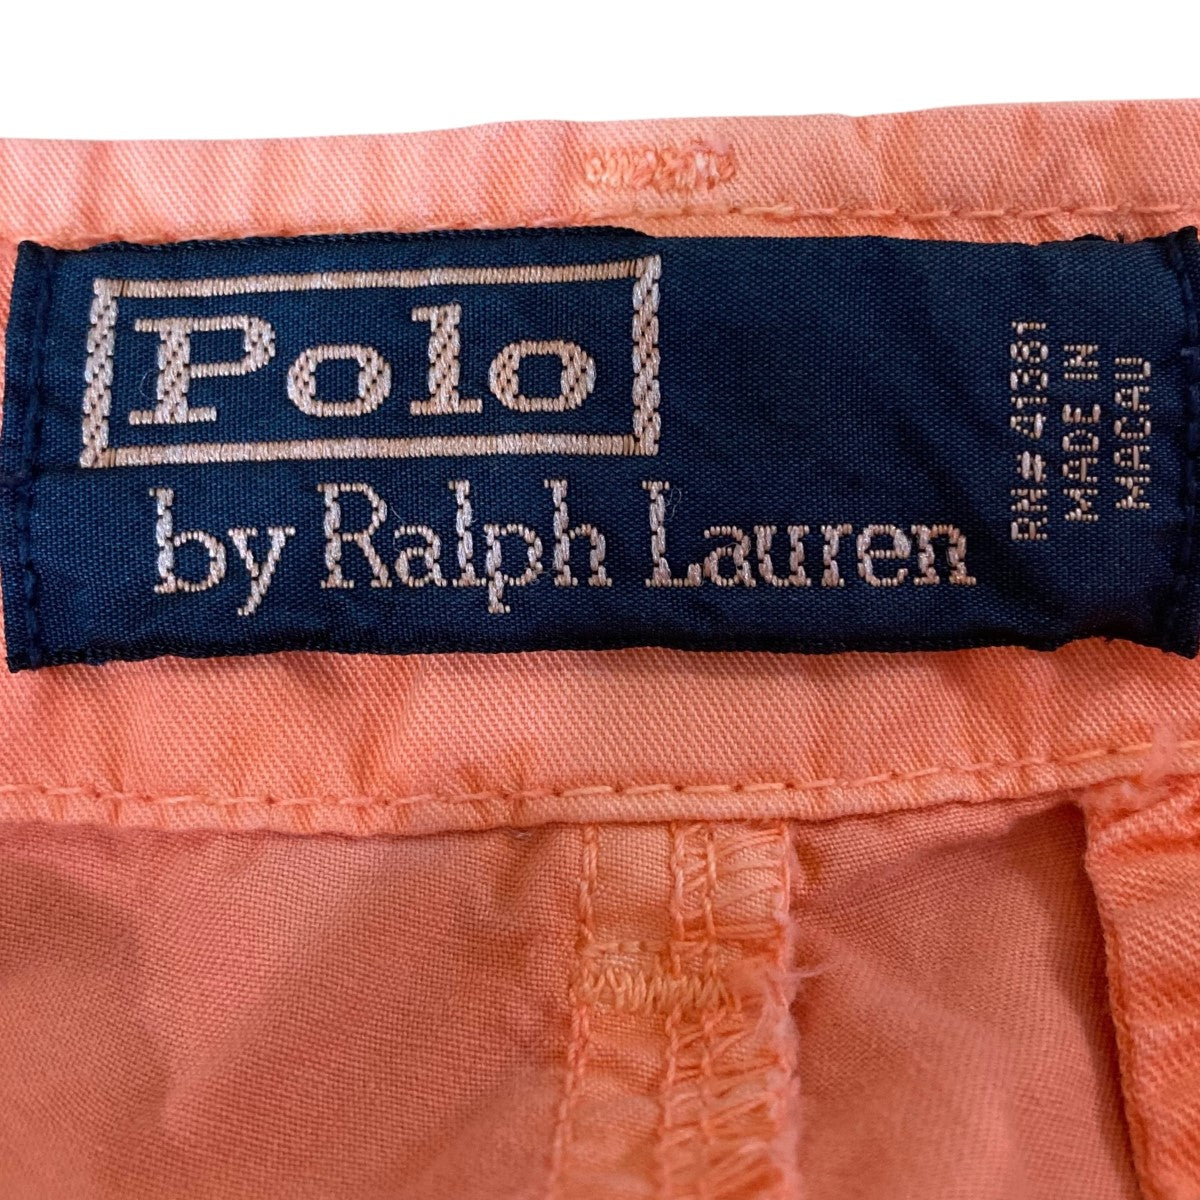 Polo
by Ralph Lauren
RN# 41381
MADE IN
MACAU